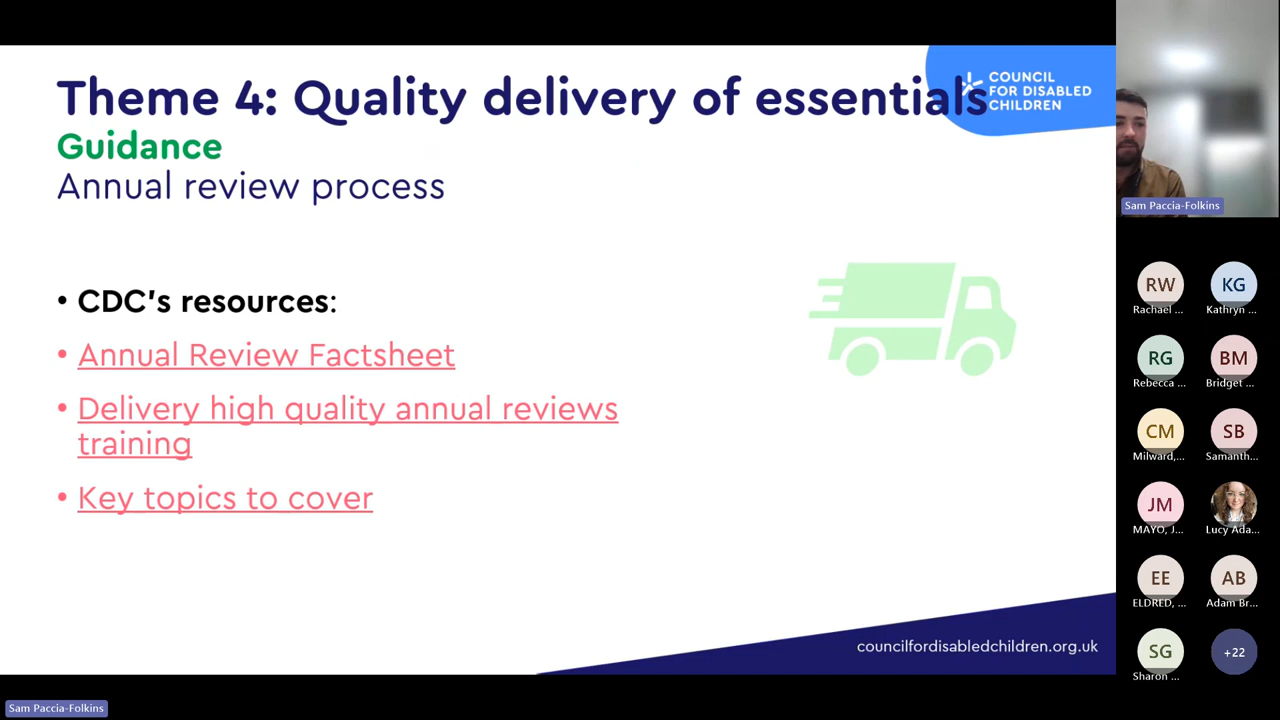 Theme 4: Quality delivery of essentials
COUNCIL
FOR DISABLED
CHILDREN
Guidance
Annual review process
• CDC's resources:
• Annual Review Factsheet
• Delivery high quality annual reviews
training
• Key topics to cover
councilfordisabledchildren.org.uk
Sam Paccia-Folkins
RW
KG
Rachael ...
Kathryn ...
RG
BM
Rebecca ...
Bridget ...
CM
SB
Milward,...
Samanth...
JM
MAYO, J...
Lucy Ada...
EE
AB
ELDRED, ...
Adam Br...
SG
+22
Sharon ...
Sam Paccia-Folkins